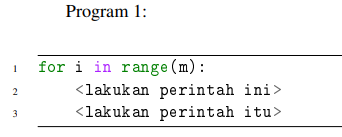 Program 1:
1 for i in range(m):
2 <lakukan perintah ini>
3 <lakukan perintah itu>